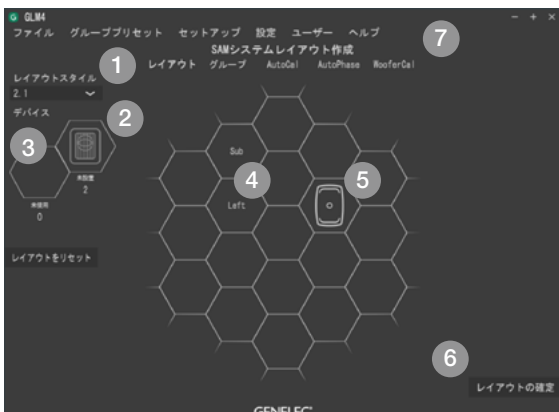 GLM4
ファイル グループプリセット セットアップ 設定 ユーザー ヘルプ
7
SAMシステムレイアウト作成
1
レイアウト グループ AutoCal AutoPhase WooferCal
レイアウトスタイル
2.1
デバイス
2
3
Sub
未設置
2
4
5
Left
未使用
0
レイアウトをリセット
6
レイアウトの確定
GENELEC